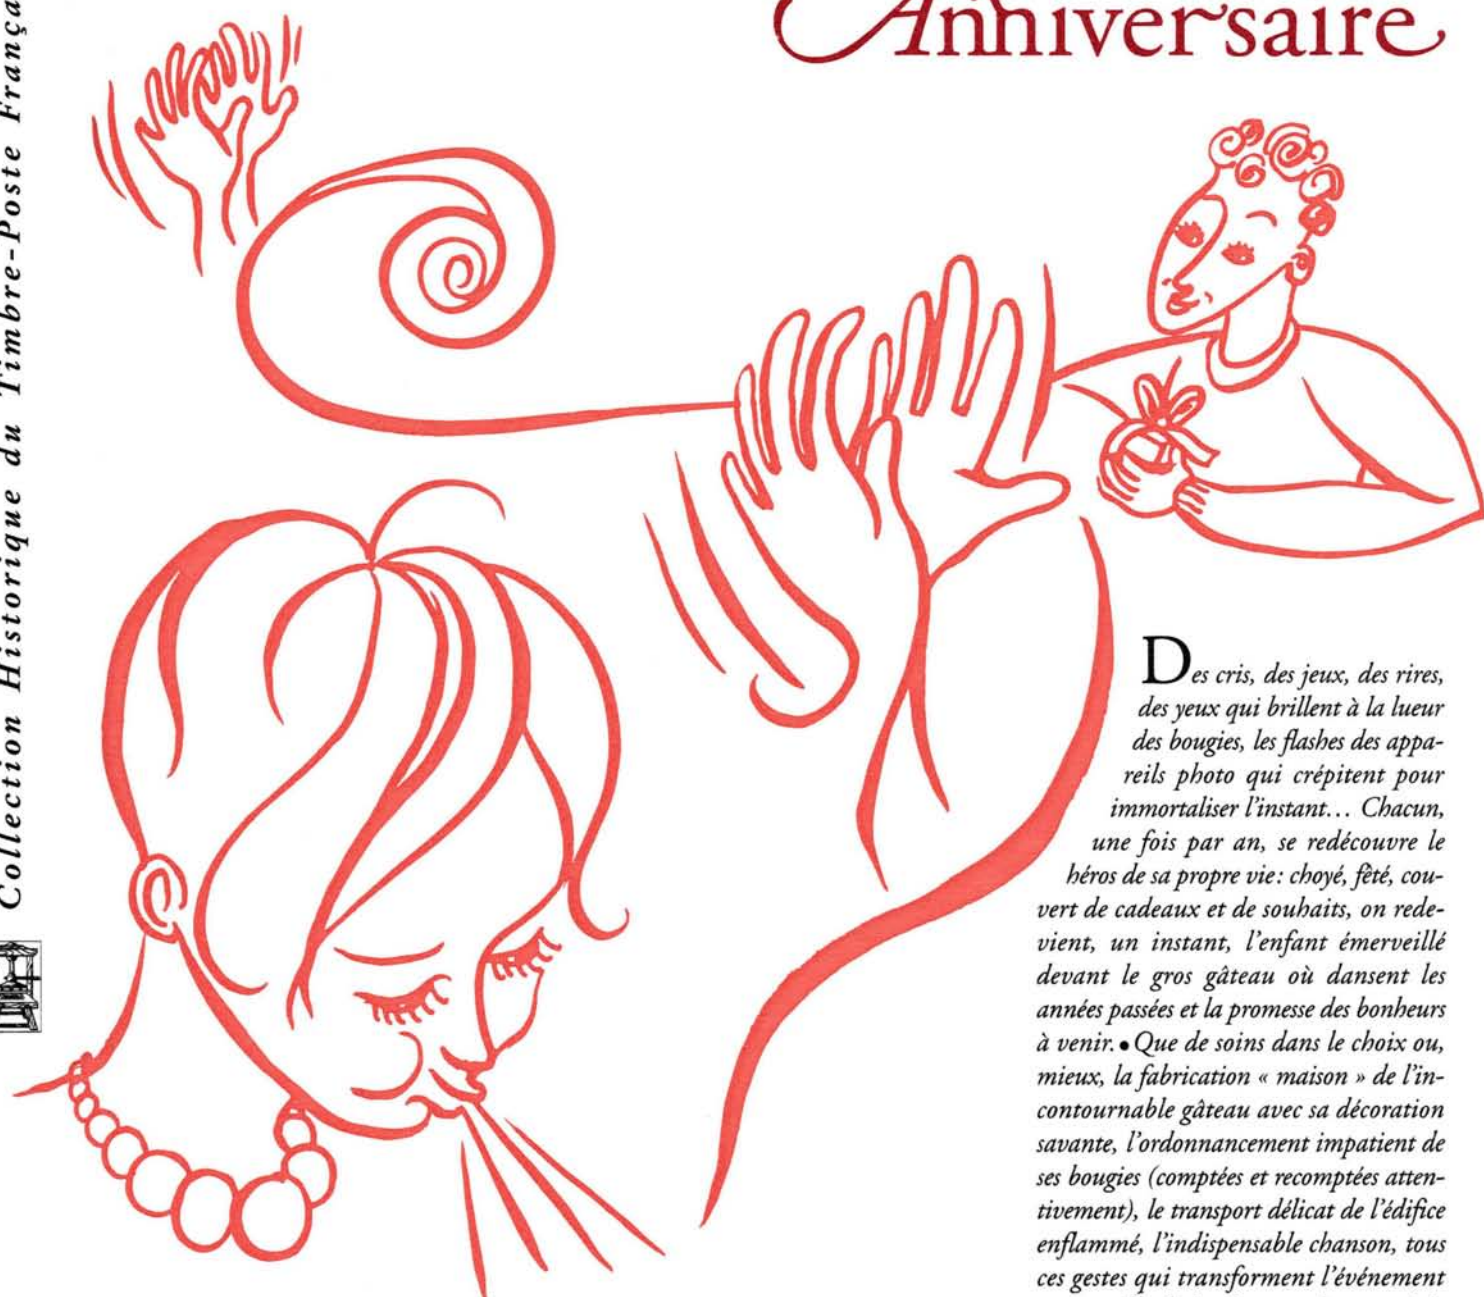 Anniversaire
Collection Historique du Timbre-Poste França
Des cris, des jeux, des rires,
des yeux qui brillent à la lueur
des bougies, les flashes des appa-
reils photo qui crépitent pour
immortaliser l'instant... Chacun,
une fois par an, se redécouvre le
héros de sa propre vie: choyé, fêté, cou-
vert de cadeaux et de souhaits, on rede-
vient, un instant, l'enfant émerveillé
devant le gros gâteau où dansent les
années passées et la promesse des bonheurs
à venir. • Que de soins dans le choix ou,
mieux, la fabrication « maison » de l'in-
contournable gâteau avec sa décoration
savante, l'ordonnancement impatient de
ses bougies (comptées et recomptées atten-
tivement), le transport délicat de l'édifice
enflammé, l'indispensable chanson, tous
ces gestes qui transforment l'événement